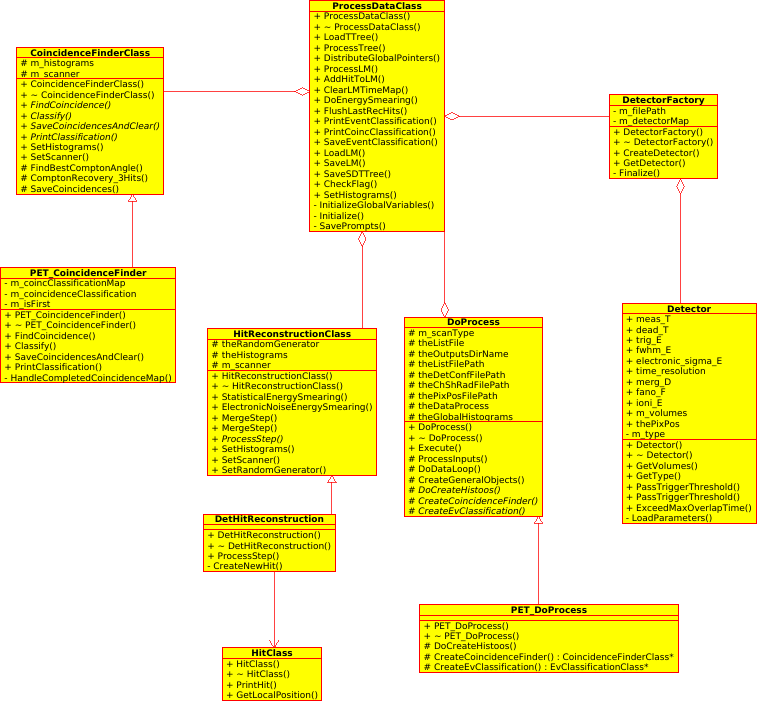 ProcessDataClass
+ ProcessDataClass()
+ ~ ProcessDataClass()
+ LoadTTree()
+ ProcessTree()
+ DistributeGlobalPointers()
+ ProcessLM()
+ AddHitToLM()
+ ClearLMTimeMap()
+ DoEnergySmearing()
+ FlushLastRecHits()
+ PrintEventClassification()
+ PrintCoincClassification()
+ SaveEventClassification()
+ LoadLM()
+ SaveLM()
+ SaveSDTTree()
+ CheckFlag()
+ SetHistograms()
- InitializeGlobalVariables()
- Initialize()
- SavePrompts()
CoincidenceFinderClass
# m_histograms
# m_scanner
+ CoincidenceFinderClass()
+ ~ CoincidenceFinderClass()
+ FindCoincidence()
+ Classify()
+ SaveCoincidencesAndClear()
+ PrintClassification()
+ SetHistograms()
+ SetScanner()
# FindBestComptonAngle()
# ComptonRecovery_3Hits()
# SaveCoincidences()
DetectorFactory
- m_filePath
- m_detectorMap
+ DetectorFactory()
+ ~ DetectorFactory()
+ CreateDetector()
+ GetDetector()
- Finalize()
PET_CoincidenceFinder
- m_coincClassificationMap
- m_coincidenceClassification
- m_isFirst
+ PET_CoincidenceFinder()
+ ~ PET_CoincidenceFinder()
+ FindCoincidence()
+ Classify()
+ SaveCoincidencesAndClear()
+ PrintClassification()
- HandleCompletedCoincidenceMap()
HitReconstructionClass
# theRandomGenerator
# theHistograms
# m_scanner
+ HitReconstructionClass()
+ ~ HitReconstructionClass()
+ StatisticalEnergySmearing()
+ ElectronicNoiseEnergySmearing()
+ MergeStep()
+ MergeStep()
+ ProcessStep()
+ SetHistograms()
+ SetScanner()
+ SetRandomGenerator()
DoProcess
# m_scanType
# theListFile
# theOutputsDirName
# theListFilePath
# theDetConfFilePath
# theChShRadFilePath
# thePixPosFilePath
# theDataProcess
# theGlobalHistograms
+ DoProcess()
+ ~ DoProcess()
+ Execute()
# ProcessInputs()
# DoDataLoop()
# CreateGeneralObjects()
# DoCreateHistoos()
# CreateCoincidenceFinder()
# CreateEvClassification()
Detector
+ meas_T
+ dead_T
+ trig_E
+ fwhm_E
+ electronic_sigma_E
+ time_resolution
+ merg_D
+ fano_F
+ ioni_E
+ m_volumes
+ thePixPos
- m_type
+ Detector()
+ ~ Detector()
+ GetVolumes()
+ GetType()
+ PassTriggerThreshold()
+ PassTriggerThreshold()
+ ExceedMaxOverlapTime()
- LoadParameters()
DetHitReconstruction
+ DetHitReconstruction()
+ ~ DetHitReconstruction()
+ ProcessStep()
- CreateNewHit()
PET_DoProcess
+ PET_DoProcess()
+ ~ PET_DoProcess()
# DoCreateHistoos()
# CreateCoincidenceFinder() : CoincidenceFinderClass*
# CreateEvClassification() : EvClassificationClass*
HitClass
+ HitClass()
+ ~ HitClass()
+ PrintHit()
+ GetLocalPosition()